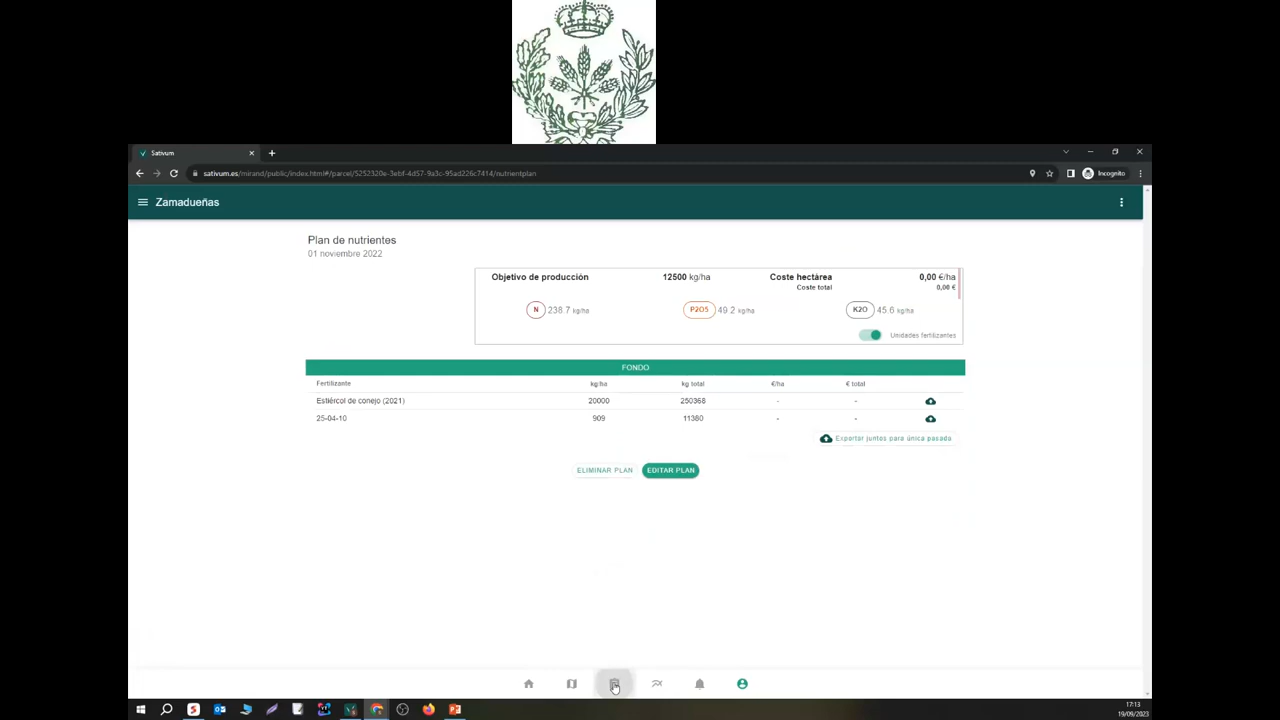 Sativum
sativum.es/mirand/public/index.html#/parcel/5252320e-3ebf-4d57-9a3c-95ad226c7414/nutrientplan
Incognito
Zamadueñas
Plan de nutrientes
01 noviembre 2022
Objetivo de producción 12500 kg/ha Coste hectárea 0,00 €/ha
Coste total 0,00 €
N 238.7 kg/ha P2O5 49.2 kg/ha K2O 45.6 kg/ha
Unidades fertilizantes
FONDO
Fertilizante kg/ha kg total €/ha € total
Estiércol de conejo (2021) 20000 250368 - -
25-04-10 909 11380 - -
Exportar juntos para única pasada
ELIMINAR PLAN EDITAR PLAN
17:13
19/09/2023